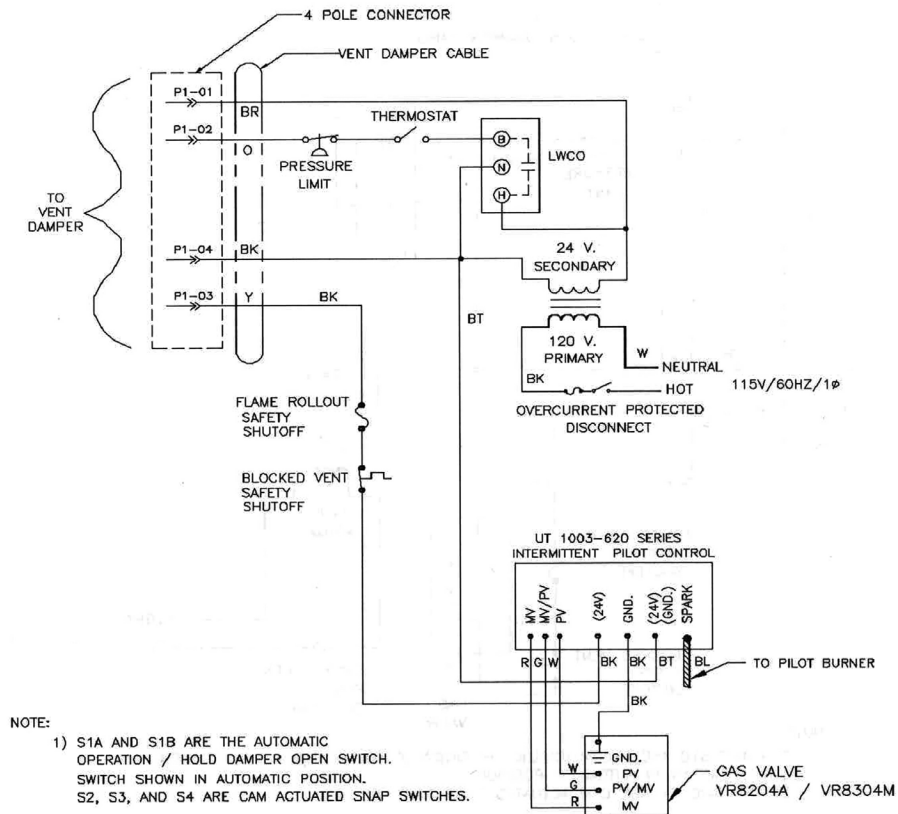 4 POLE CONNECTOR
VENT DAMPER CABLE
P1-01
BR
P1-02
O
PRESSURE
LIMIT
THERMOSTAT
B
N
H
LWCO
TO
VENT
DAMPER
P1-04
BK
P1-03
Y
BK
BT
24 V.
SECONDARY
120 V.
PRIMARY
W
NEUTRAL
BK
HOT
115V/60HZ/1ø
OVERCURRENT PROTECTED
DISCONNECT
FLAME ROLLOUT
SAFETY
SHUTOFF
BLOCKED VENT
SAFETY
SHUTOFF
UT 1003-620 SERIES
INTERMITTENT PILOT CONTROL
MV
MV/PV
PV
(24V)
GND.
(24V)
(GND.)
SPARK
R G W BK BK BT BL
TO PILOT BURNER
BK
GND.
W PV
G PV/MV
R MV
GAS VALVE
VR8204A / VR8304M
NOTE:
1) S1A AND S1B ARE THE AUTOMATIC
OPERATION / HOLD DAMPER OPEN SWITCH.
SWITCH SHOWN IN AUTOMATIC POSITION.
S2, S3, AND S4 ARE CAM ACTUATED SNAP SWITCHES.